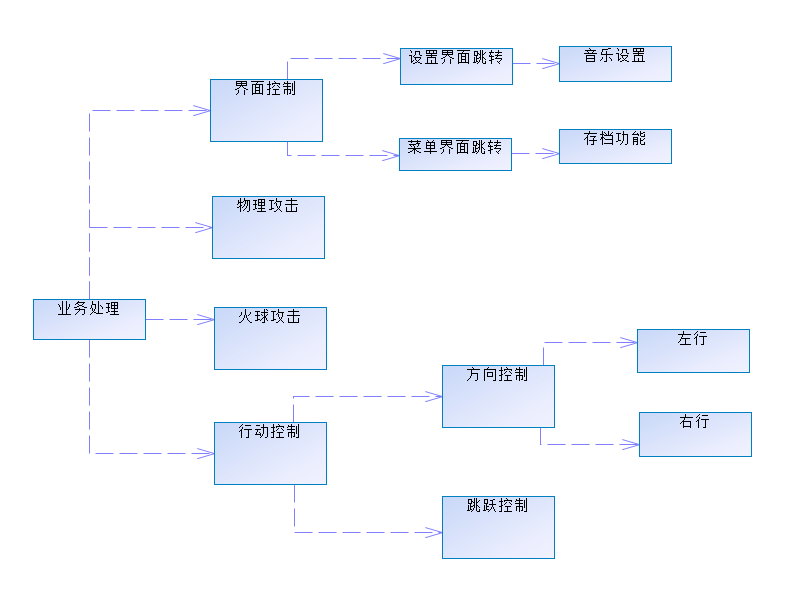 设置界面跳转
音乐设置
界面控制
菜单界面跳转
存档功能
物理攻击
业务处理
火球攻击
左行
方向控制
右行
行动控制
跳跃控制